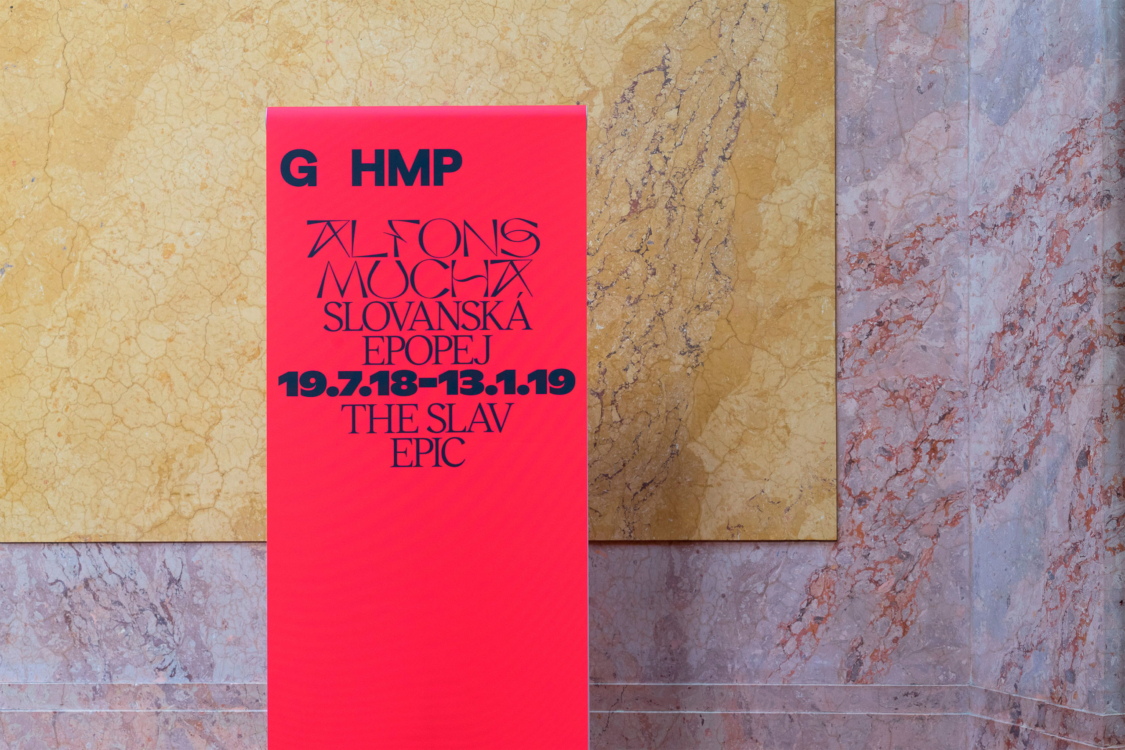 G HMP
ALFONS
MUCHA
SLOVANSKÁ
EPOPEJ
19.7.18-13.1.19
THE SLAV
EPIC